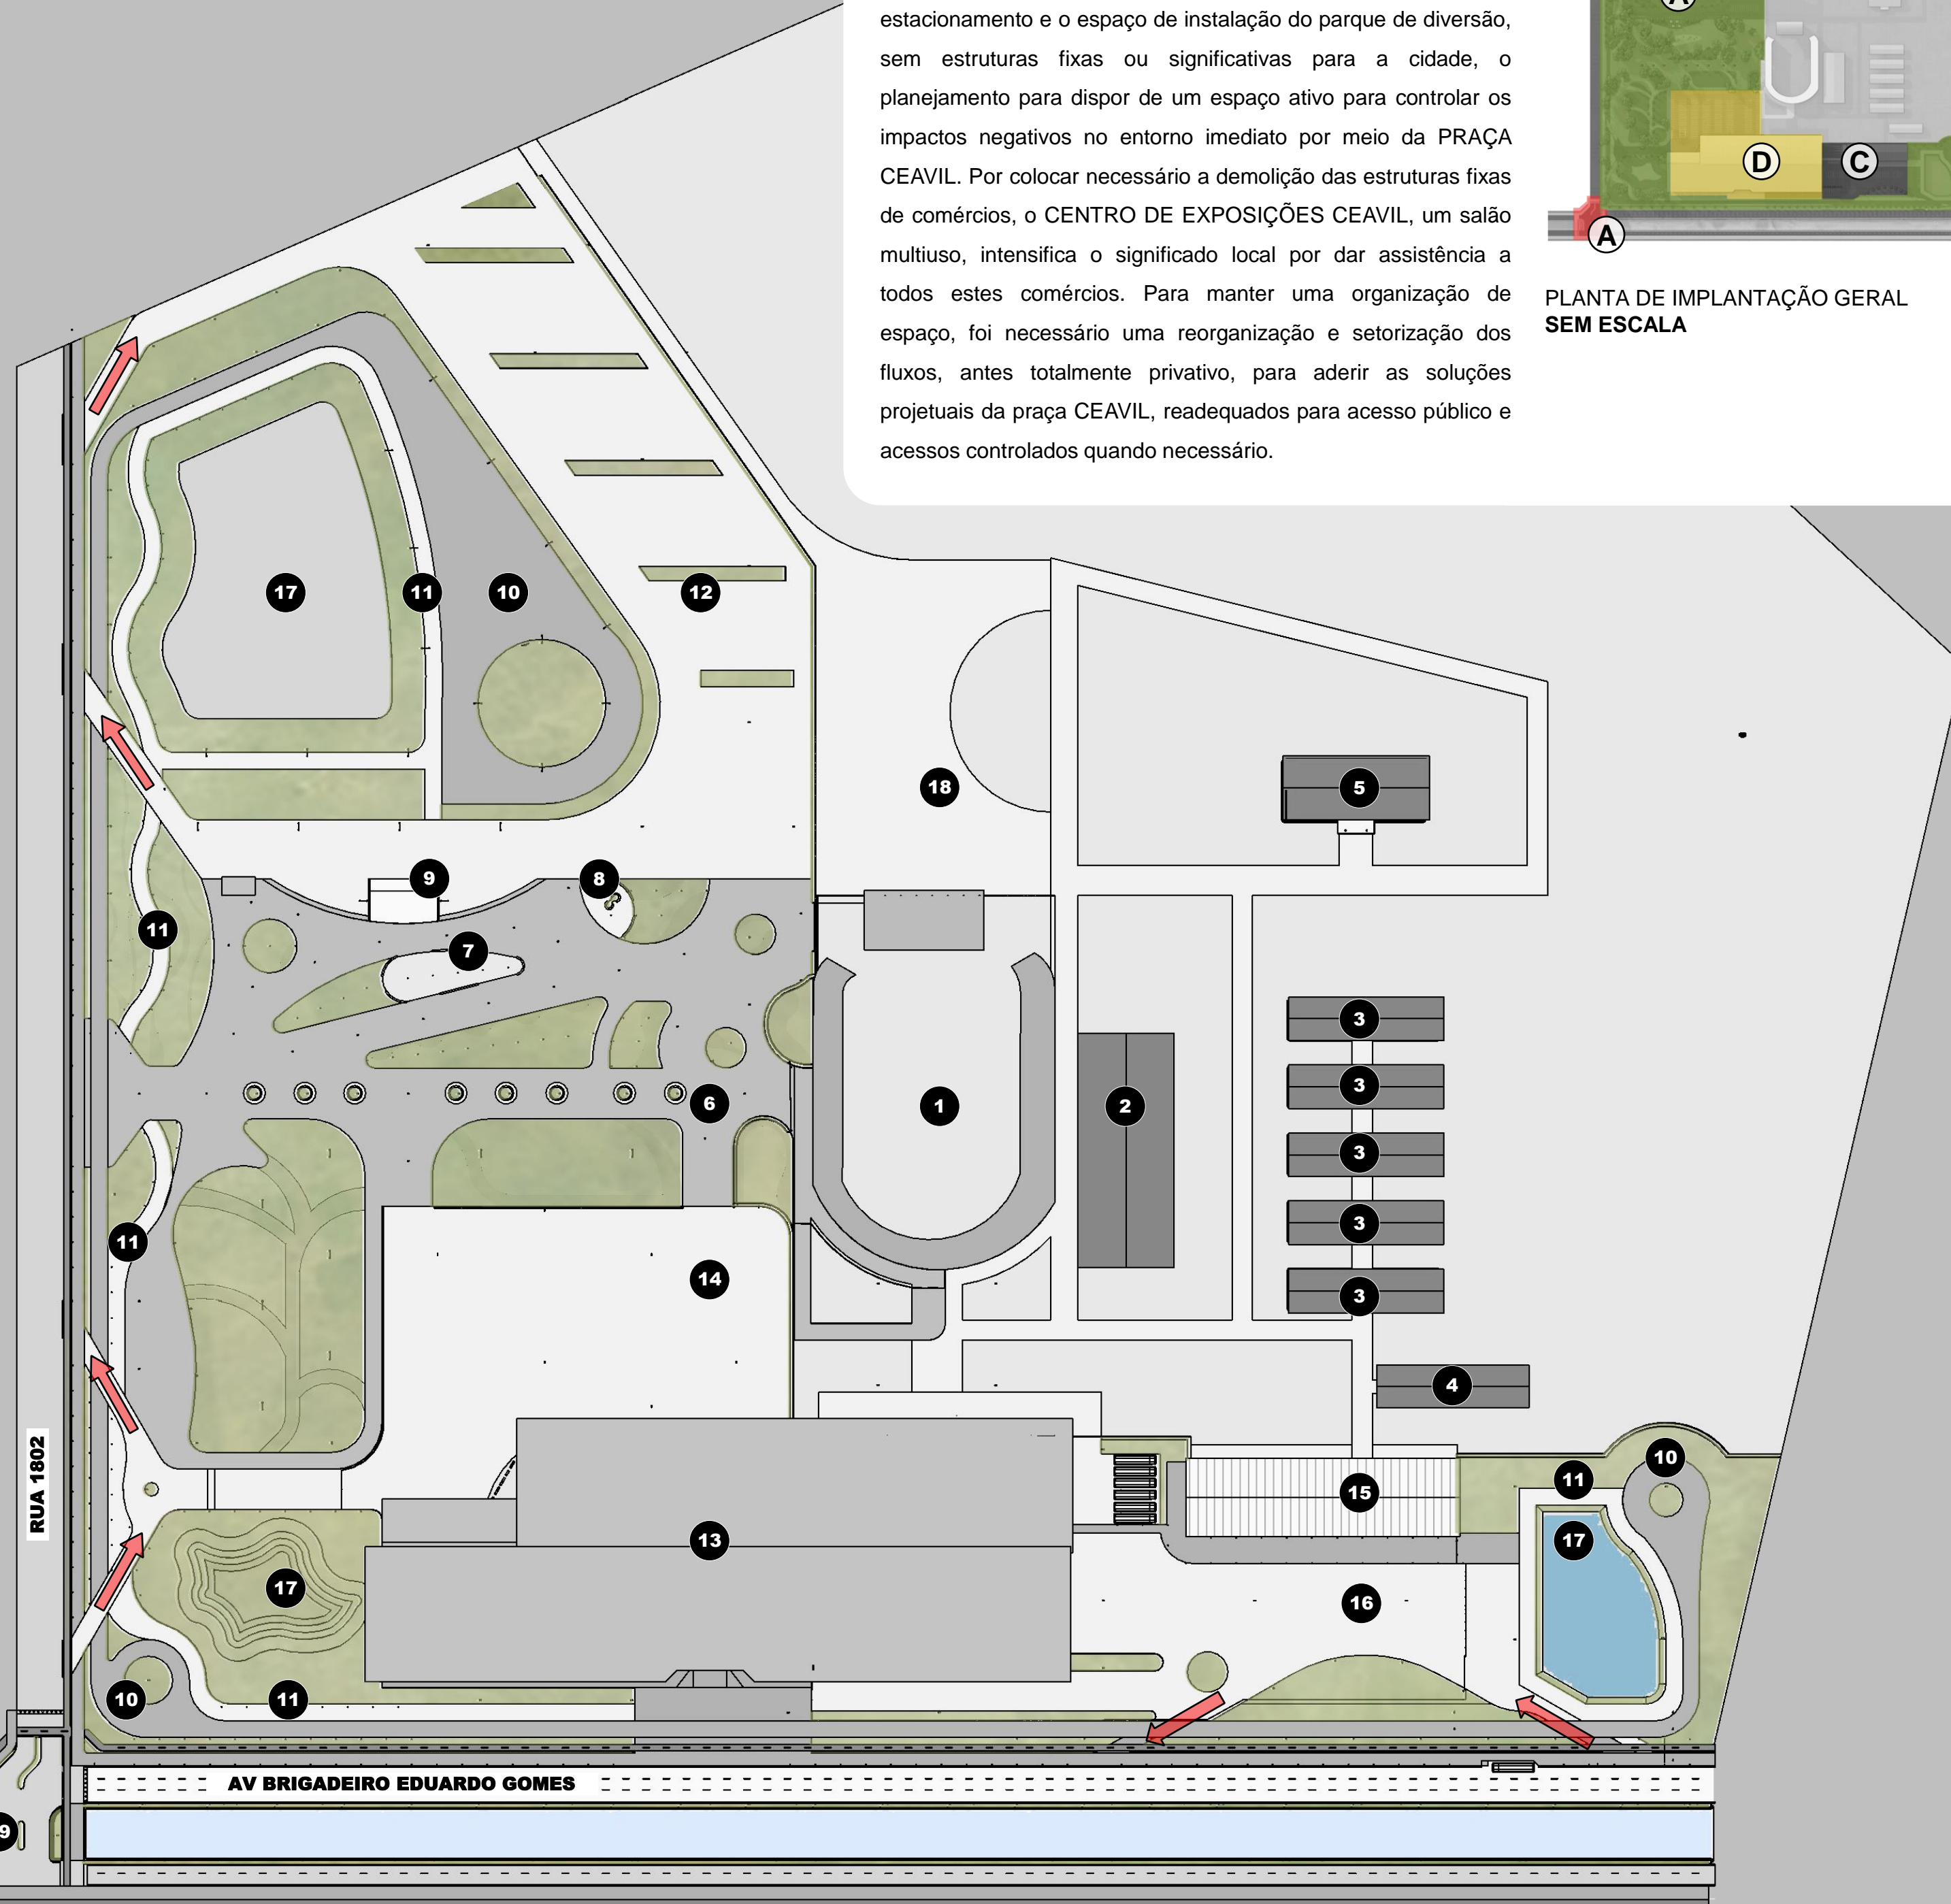 estacionamento e o espaço de instalação do parque de diversão,
sem estruturas fixas ou significativas para a cidade, o
planejamento para dispor de um espaço ativo para controlar os
impactos negativos no entorno imediato por meio da PRAÇA
CEAVIL. Por colocar necessário a demolição das estruturas fixas
de comércios, o CENTRO DE EXPOSIÇÕES CEAVIL, um salão
multiuso, intensifica o significado local por dar assistência a
todos estes comércios. Para manter uma organização de
espaço, foi necessário uma reorganização e setorização dos
fluxos, antes totalmente privativo, para aderir as soluções
projetuais da praça CEAVIL, readequados para acesso público e
acessos controlados quando necessário.
A
D
C
A
PLANTA DE IMPLANTAÇÃO GERAL
SEM ESCALA
17
11
10
12
18
5
9
8
11
7
3
3
6
1
2
3
11
3
14
3
4
RUA 1802
10
11
15
13
17
17
16
10
11
AV BRIGADEIRO EDUARDO GOMES
9